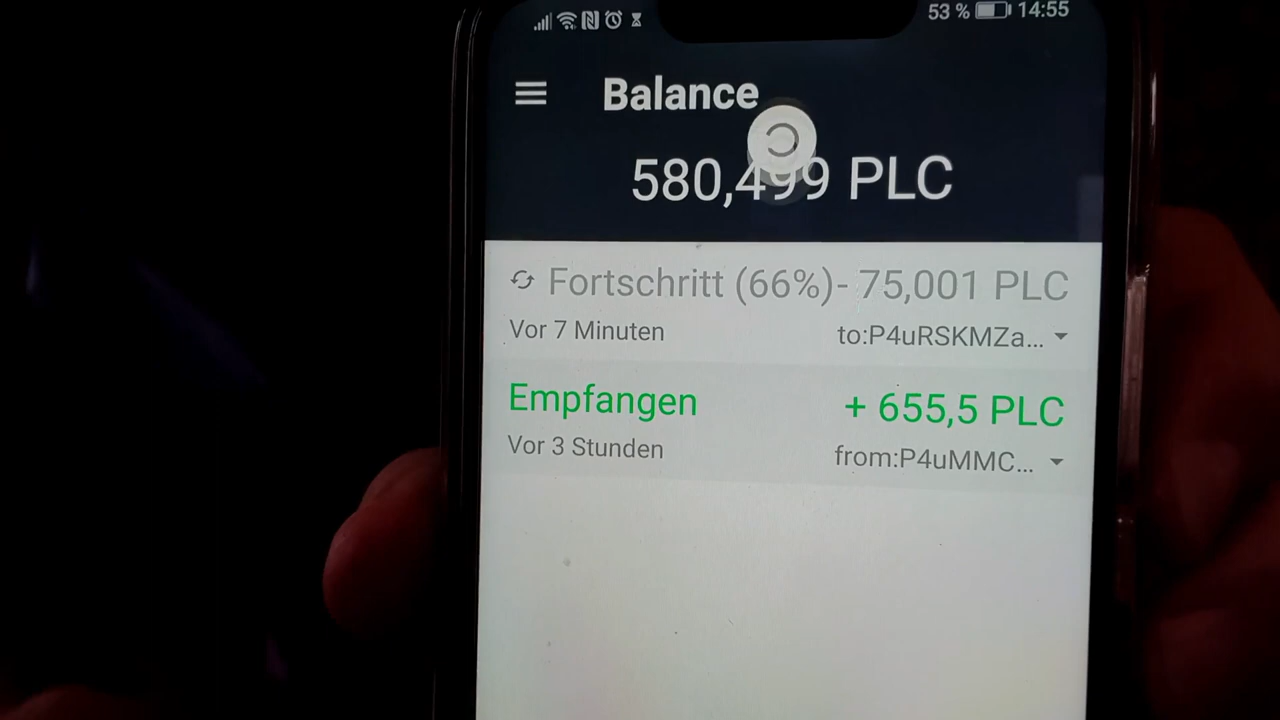 53 % 14:55
Balance
580,499 PLC
Fortschritt (66%)- 75,001 PLC
Vor 7 Minuten to:P4uRSKMZa...
Empfangen + 655,5 PLC
Vor 3 Stunden from:P4uMMC...